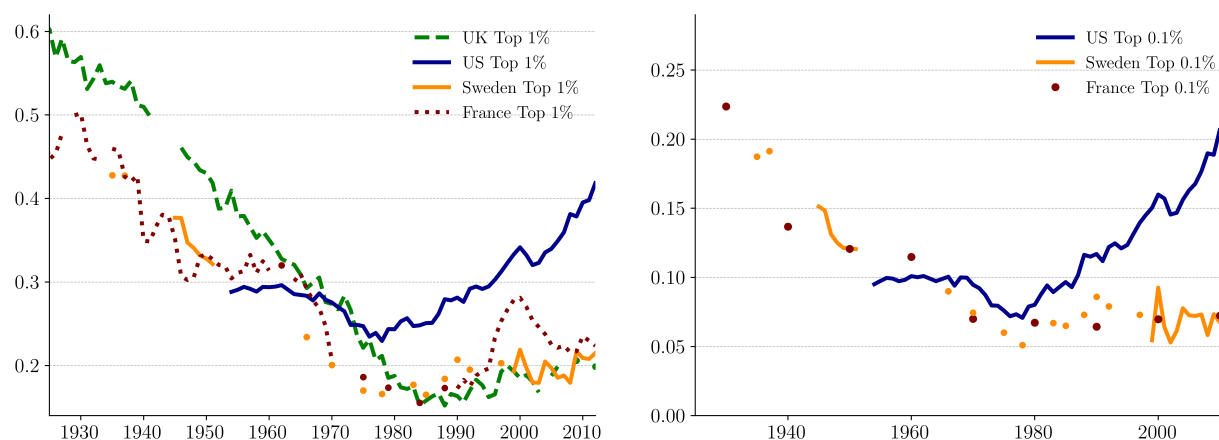 0.6
0.5
0.4
0.3
0.2
1930 1940 1950 1960 1970 1980 1990 2000 2010
UK Top 1%
US Top 1%
Sweden Top 1%
France Top 1%
0.25
0.20
0.15
0.10
0.05
0.00
1940 1960 1980 2000
US Top 0.1%
Sweden Top 0.1%
France Top 0.1%